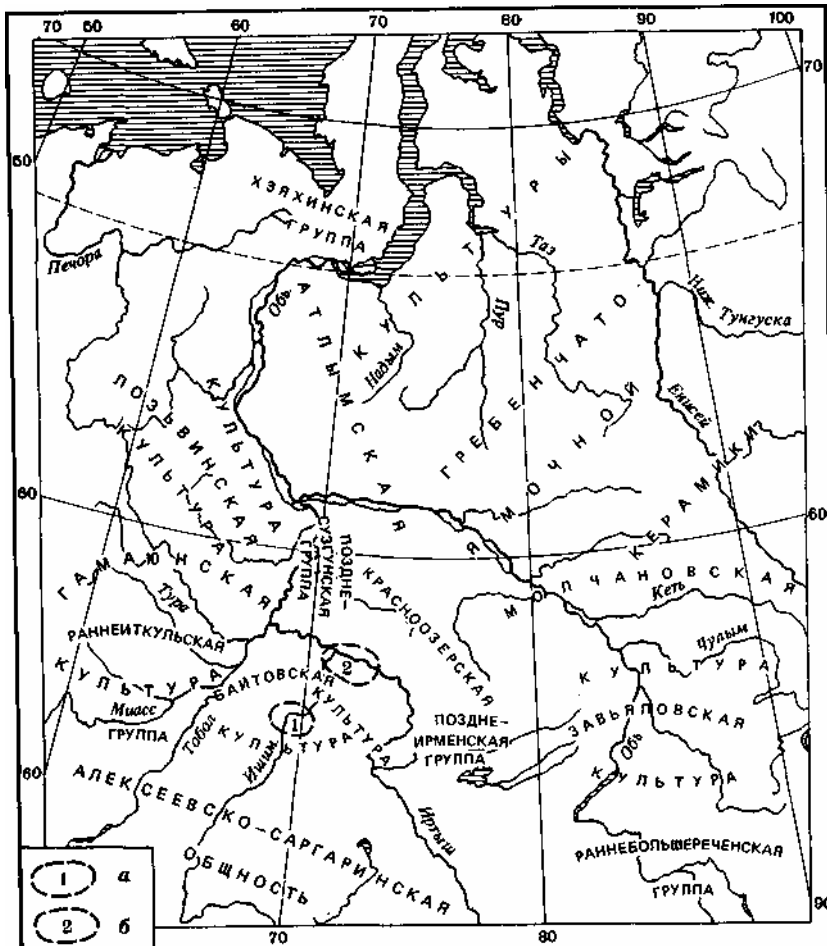 70 60 60 70 80 90 100
70
50
ХЗЯХИНСКАЯ
ГРУППА
КУЛЬТУРЫ
Печора
Обь
Таз
Пур
Надым
Ниж. Тунгуска
Енисей
АТЛЫМСКАЯ
КУЛЬТУРА
ЛОЗЬВИНСКАЯ
КУЛЬТУРА
ГРЕБЕНЧАТО
ЯМОЧНОЙ
КЕРАМИКИ
60
60
СУЗГУНСКАЯ
ГРУППА
ПОЗДНЕ-
КРАСНООЗЕРСКАЯ
КУЛЬТУРА
ГАМАЮНСКАЯ
КУЛЬТУРА
Тура
РАННЕИТКУЛЬСКАЯ
ГРУППА
Миасс
МОЛЧАНОВСКАЯ
КУЛЬТУРА
Кеть
Чулым
2
БАЙТОВСКАЯ
КУЛЬТУРА
1
Тобол
Ишим
ПОЗДНЕ-
ИРМЕНСКАЯ
ГРУППА
ЗАВЬЯЛОВСКАЯ
КУЛЬТУРА
Обь
60
АЛЕКСЕЕВСКО-САРГАРИНСКАЯ
ОБЩНОСТЬ
Иртыш
РАННЕБОЛЬШЕРЕЧЕНСКАЯ
ГРУППА
1 а
2 б
70 80 90